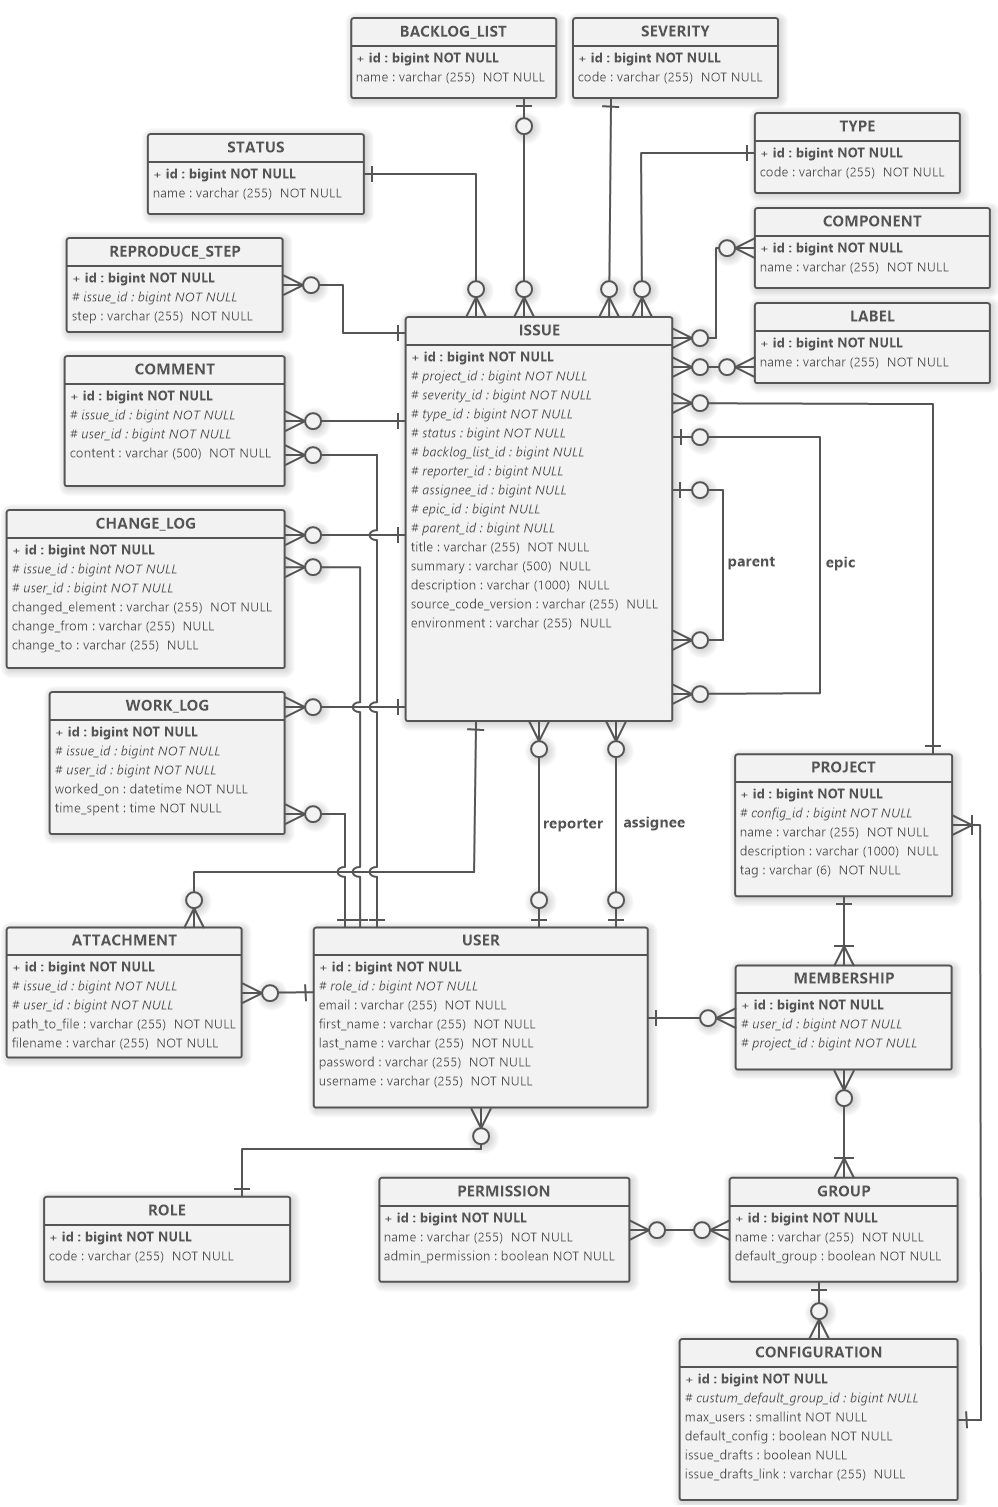 BACKLOG_LIST
+ id : bigint NOT NULL
name : varchar (255)  NOT NULL
SEVERITY
+ id : bigint NOT NULL
code : varchar (255)  NOT NULL
TYPE
+ id : bigint NOT NULL
code : varchar (255)  NOT NULL
STATUS
+ id : bigint NOT NULL
name : varchar (255)  NOT NULL
COMPONENT
+ id : bigint NOT NULL
name : varchar (255)  NOT NULL
REPRODUCE_STEP
+ id : bigint NOT NULL
# issue_id : bigint NOT NULL
step : varchar (255)  NOT NULL
LABEL
+ id : bigint NOT NULL
name : varchar (255)  NOT NULL
ISSUE
+ id : bigint NOT NULL
# project_id : bigint NOT NULL
# severity_id : bigint NOT NULL
# type_id : bigint NOT NULL
# status : bigint NOT NULL
# backlog_list_id : bigint NULL
# reporter_id : bigint NULL
# assignee_id : bigint NULL
# epic_id : bigint NULL
# parent_id : bigint NULL
title : varchar (255)  NOT NULL
summary : varchar (500)  NULL
description : varchar (1000)  NULL
source_code_version : varchar (255)  NULL
environment : varchar (255)  NULL
COMMENT
+ id : bigint NOT NULL
# issue_id : bigint NOT NULL
# user_id : bigint NOT NULL
content : varchar (500)  NOT NULL
CHANGE_LOG
+ id : bigint NOT NULL
# issue_id : bigint NOT NULL
# user_id : bigint NOT NULL
changed_element : varchar (255)  NOT NULL
change_from : varchar (255)  NULL
change_to : varchar (255)  NULL
parent
epic
WORK_LOG
+ id : bigint NOT NULL
# issue_id : bigint NOT NULL
# user_id : bigint NOT NULL
worked_on : datetime NOT NULL
time_spent : time NOT NULL
reporter
assignee
PROJECT
+ id : bigint NOT NULL
# config_id : bigint NOT NULL
name : varchar (255)  NOT NULL
description : varchar (1000)  NULL
tag : varchar (6)  NOT NULL
ATTACHMENT
+ id : bigint NOT NULL
# issue_id : bigint NOT NULL
# user_id : bigint NOT NULL
path_to_file : varchar (255)  NOT NULL
filename : varchar (255)  NOT NULL
USER
+ id : bigint NOT NULL
# role_id : bigint NOT NULL
email : varchar (255)  NOT NULL
first_name : varchar (255)  NOT NULL
last_name : varchar (255)  NOT NULL
password : varchar (255)  NOT NULL
username : varchar (255)  NOT NULL
MEMBERSHIP
+ id : bigint NOT NULL
# user_id : bigint NOT NULL
# project_id : bigint NOT NULL
ROLE
+ id : bigint NOT NULL
code : varchar (255)  NOT NULL
PERMISSION
+ id : bigint NOT NULL
name : varchar (255)  NOT NULL
admin_permission : boolean NOT NULL
GROUP
+ id : bigint NOT NULL
name : varchar (255)  NOT NULL
default_group : boolean NOT NULL
CONFIGURATION
+ id : bigint NOT NULL
# custum_default_group_id : bigint NULL
max_users : smallint NOT NULL
default_config : boolean NOT NULL
issue_drafts : boolean NULL
issue_drafts_link : varchar (255)  NULL